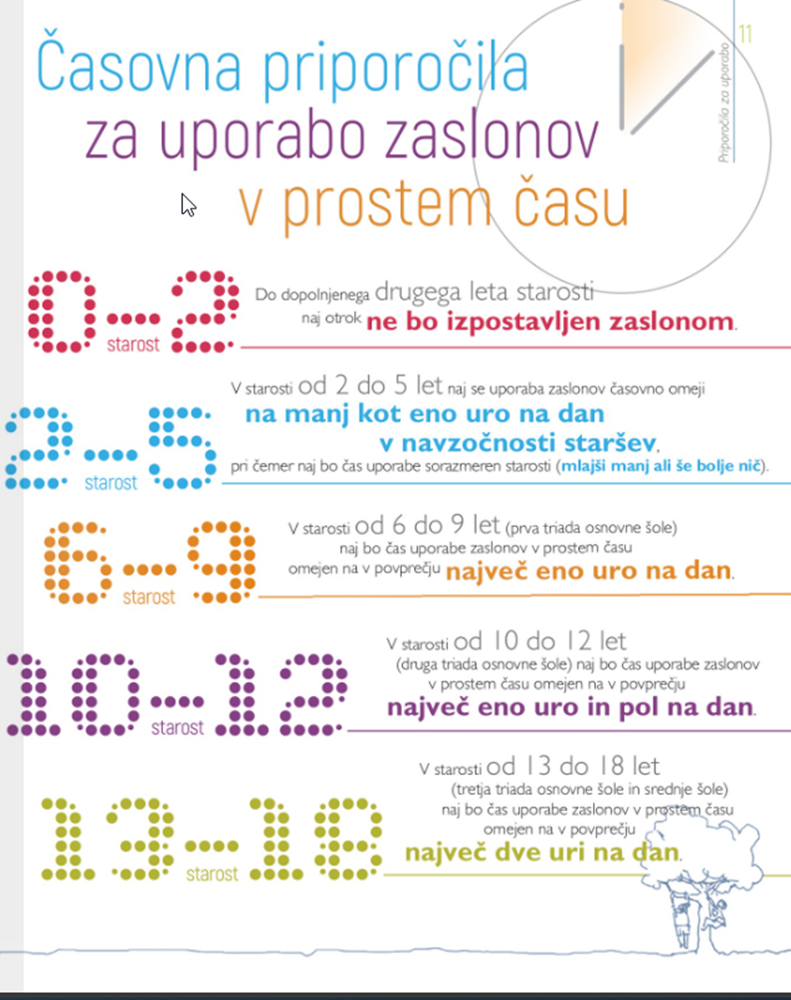 11
Priporočila za uporabo
Časovna priporočila
za uporabo zaslonov
v prostem času
0–2
starost
Do dopolnjenega drugega leta starosti
naj otrok ne bo izpostavljen zaslonom.
2–5
starost
V starosti od 2 do 5 let naj se uporaba zaslonov časovno omeji
na manj kot eno uro na dan
v navzočnosti staršev,
pri čemer naj bo čas uporabe sorazmeren starosti (mlajši manj ali še bolje nič).
6–9
starost
V starosti od 6 do 9 let (prva triada osnovne šole)
naj bo čas uporabe zaslonov v prostem času
omejen na v povprečju največ eno uro na dan.
10–12
starost
V starosti od 10 do 12 let
(druga triada osnovne šole) naj bo čas uporabe zaslonov
v prostem času omejen na v povprečju
največ eno uro in pol na dan.
13–18
starost
V starosti od 13 do 18 let
(tretja triada osnovne šole in srednje šole)
naj bo čas uporabe zaslonov v prostem času
omejen na v povprečju
največ dve uri na dan.